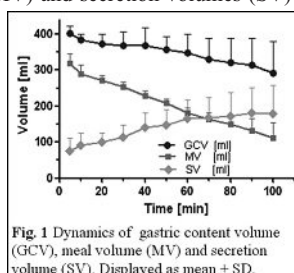 V) and secretion volumes (SV)
400
300
200
100
0
Volume [ml]
GCV [ml]
MV [ml]
SV [ml]
0 20 40 60 80 100
Time [min]
Fig. 1 Dynamics of gastric content volume
(GCV), meal volume (MV) and secretion
volume (SV). Displayed as mean + SD.